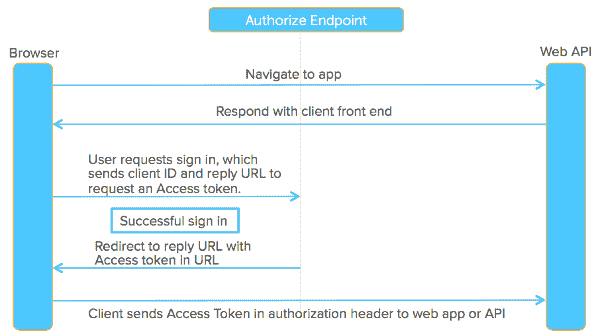 Authorize Endpoint
Browser
Web API
Navigate to app
Respond with client front end
User requests sign in, which
sends client ID and reply URL to
request an Access token.
Successful sign in
Redirect to reply URL with
Access token in URL
Client sends Access Token in authorization header to web app or API